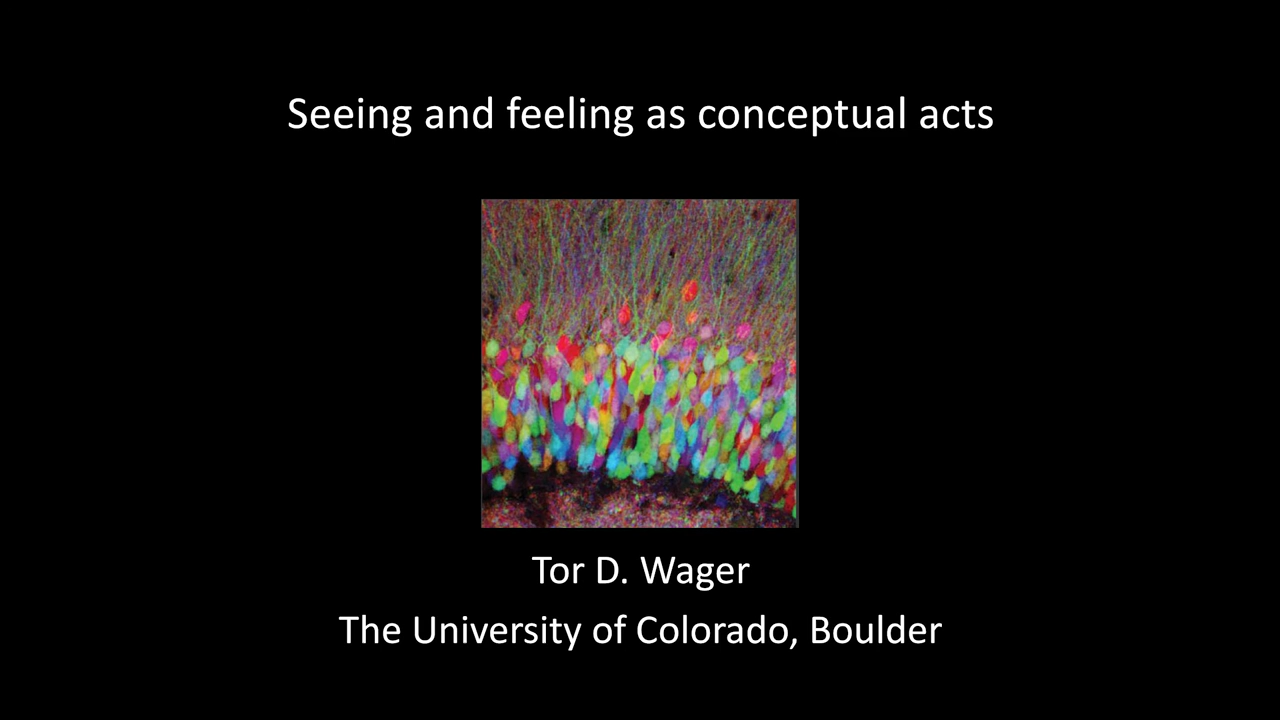 Seeing and feeling as conceptual acts
Tor D. Wager
The University of Colorado, Boulder